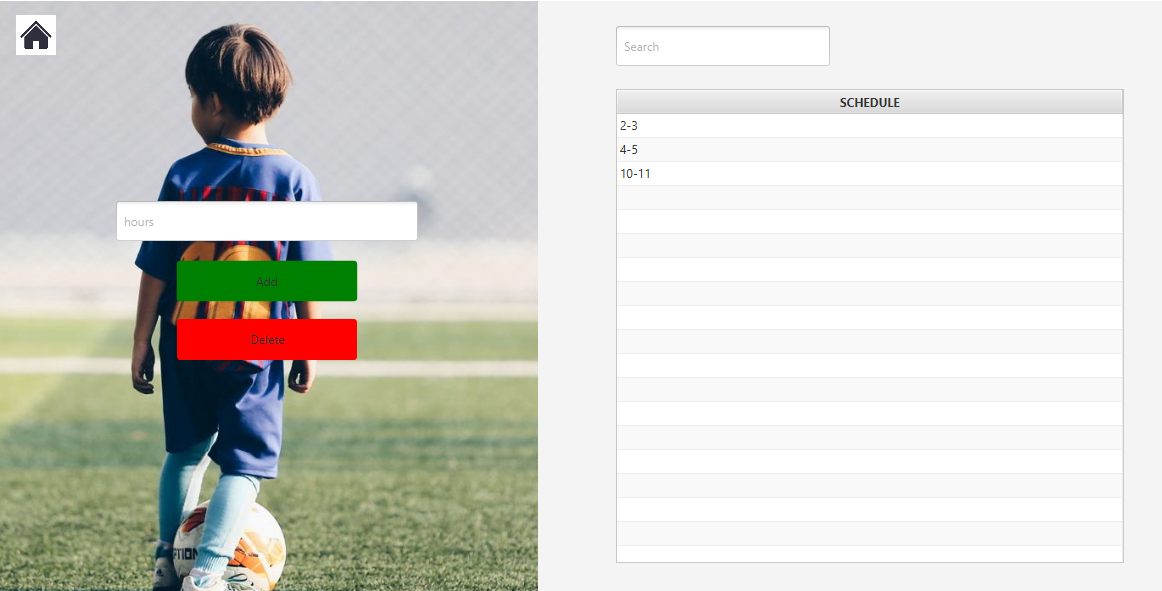 Search
SCHEDULE
2-3
4-5
10-11
hours
Add
Delete